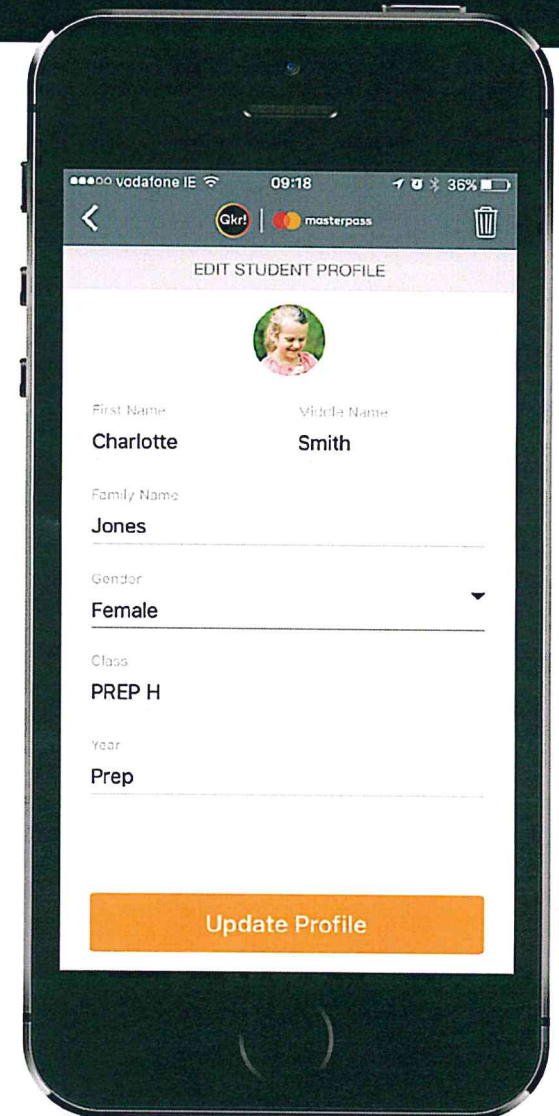 vodafone IE 09:18 36%
Qkr! masterpass
EDIT STUDENT PROFILE
First Name Middle Name
Charlotte Smith
Family Name
Jones
Gender
Female
Class
PREP H
Year
Prep
Update Profile